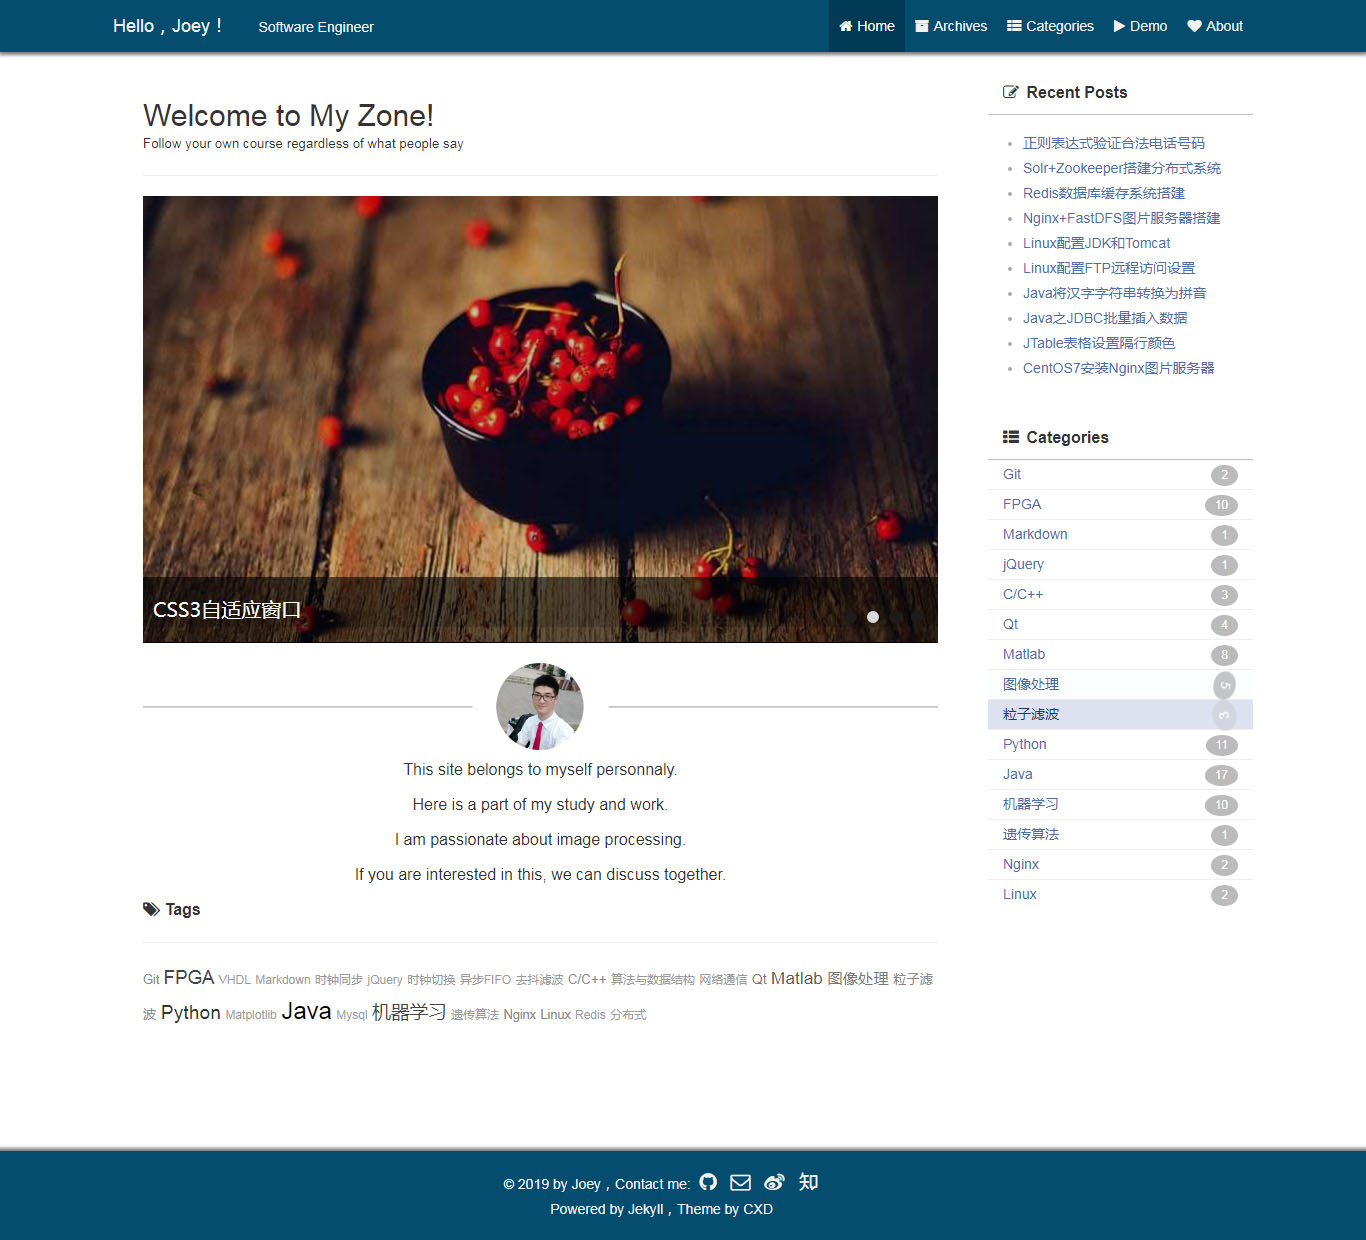 Hello，Joey！ Software Engineer Home Archives Categories Demo About
Welcome to My Zone!
Follow your own course regardless of what people say
CSS3自适应窗口
This site belongs to myself personnaly.
Here is a part of my study and work.
I am passionate about image processing.
If you are interested in this, we can discuss together.
Tags
Git FPGA VHDL Markdown 时钟同步 jQuery 时钟切换 异步FIFO 去抖滤波 C/C++ 算法与数据结构 网络通信 Qt Matlab 图像处理 粒子滤
波 Python Matplotlib Java Mysql 机器学习 遗传算法 Nginx Linux Redis 分布式
Recent Posts
正则表达式验证合法电话号码
Solr+Zookeeper搭建分布式系统
Redis数据库缓存系统搭建
Nginx+FastDFS图片服务器搭建
Linux配置JDK和Tomcat
Linux配置FTP远程访问设置
Java将汉字字符串转换为拼音
Java之JDBC批量插入数据
JTable表格设置隔行颜色
CentOS7安装Nginx图片服务器
Categories
Git 2
FPGA 10
Markdown 1
jQuery 1
C/C++ 3
Qt 4
Matlab 8
图像处理 5
粒子滤波 3
Python 11
Java 17
机器学习 10
遗传算法 1
Nginx 2
Linux 2
© 2019 by Joey，Contact me: 知
Powered by Jekyll，Theme by CXD